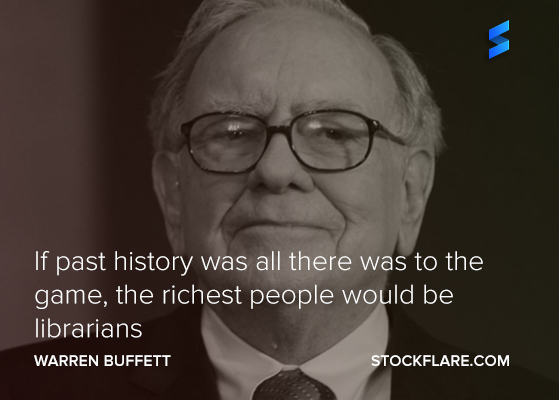 If past history was all there was to the
game, the richest people would be
librarians
WARREN BUFFETT
STOCKFLARE.COM